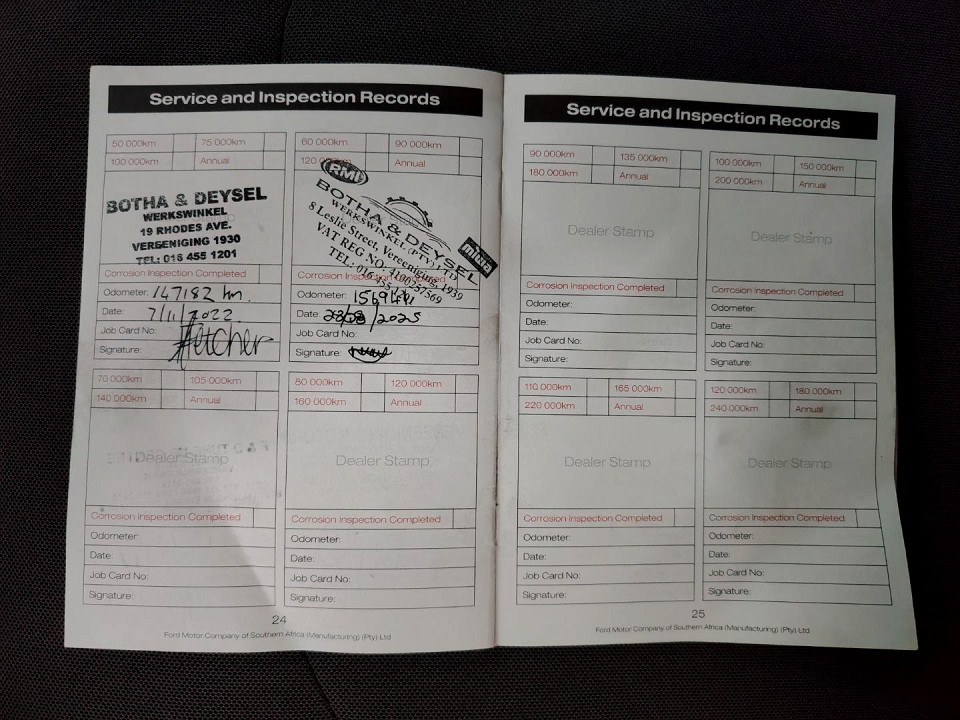 Service and Inspection Records
50 000km 75 000km
100 000km Annual
BOTHA & DEYSEL
WERKSWINKEL
19 RHODES AVE.
VEREENIGING 1930
TEL: 016 455 1201
Corrosion Inspection Completed
Odometer: 147182 km.
Date: 7/11/2022.
Job Card No:
Signature: Fletcher
60 000km 90 000km
120 Annual
RMI
BOTHA & DEYSEL
WERKSWINKEL (PTY) LTD
8 Leslie Street, Vereeniging, 1939
VAT REG NO: 4100257569
TEL: 016 455
miwa
Corrosion Inspection Completed
Odometer:
Date: /2025
Job Card No:
Signature:
70 000km 105 000km
140 000km Annual
Dealer Stamp
Corrosion Inspection Completed
Odometer:
Date:
Job Card No:
Signature:
80 000km 120 000km
160 000km Annual
Dealer Stamp
Corrosion Inspection Completed
Odometer:
Date:
Job Card No:
Signature:
24
Ford Motor Company of Southern Africa (Manufacturing) (Pty) Ltd
Service and Inspection Records
90 000km 135 000km
180 000km Annual
Dealer Stamp
Corrosion Inspection Completed
Odometer:
Date:
Job Card No:
Signature:
100 000km 150 000km
200 000km Annual
Dealer Stamp
Corrosion Inspection Completed
Odometer:
Date:
Job Card No:
Signature:
110 000km 165 000km
220 000km Annual
Dealer Stamp
Corrosion Inspection Completed
Odometer:
Date:
Job Card No:
Signature:
120 000km 180 000km
240 000km Annual
Dealer Stamp
Corrosion Inspection Completed
Odometer:
Date:
Job Card No:
Signature:
25
Ford Motor Company of Southern Africa (Manufacturing) (Pty) Ltd